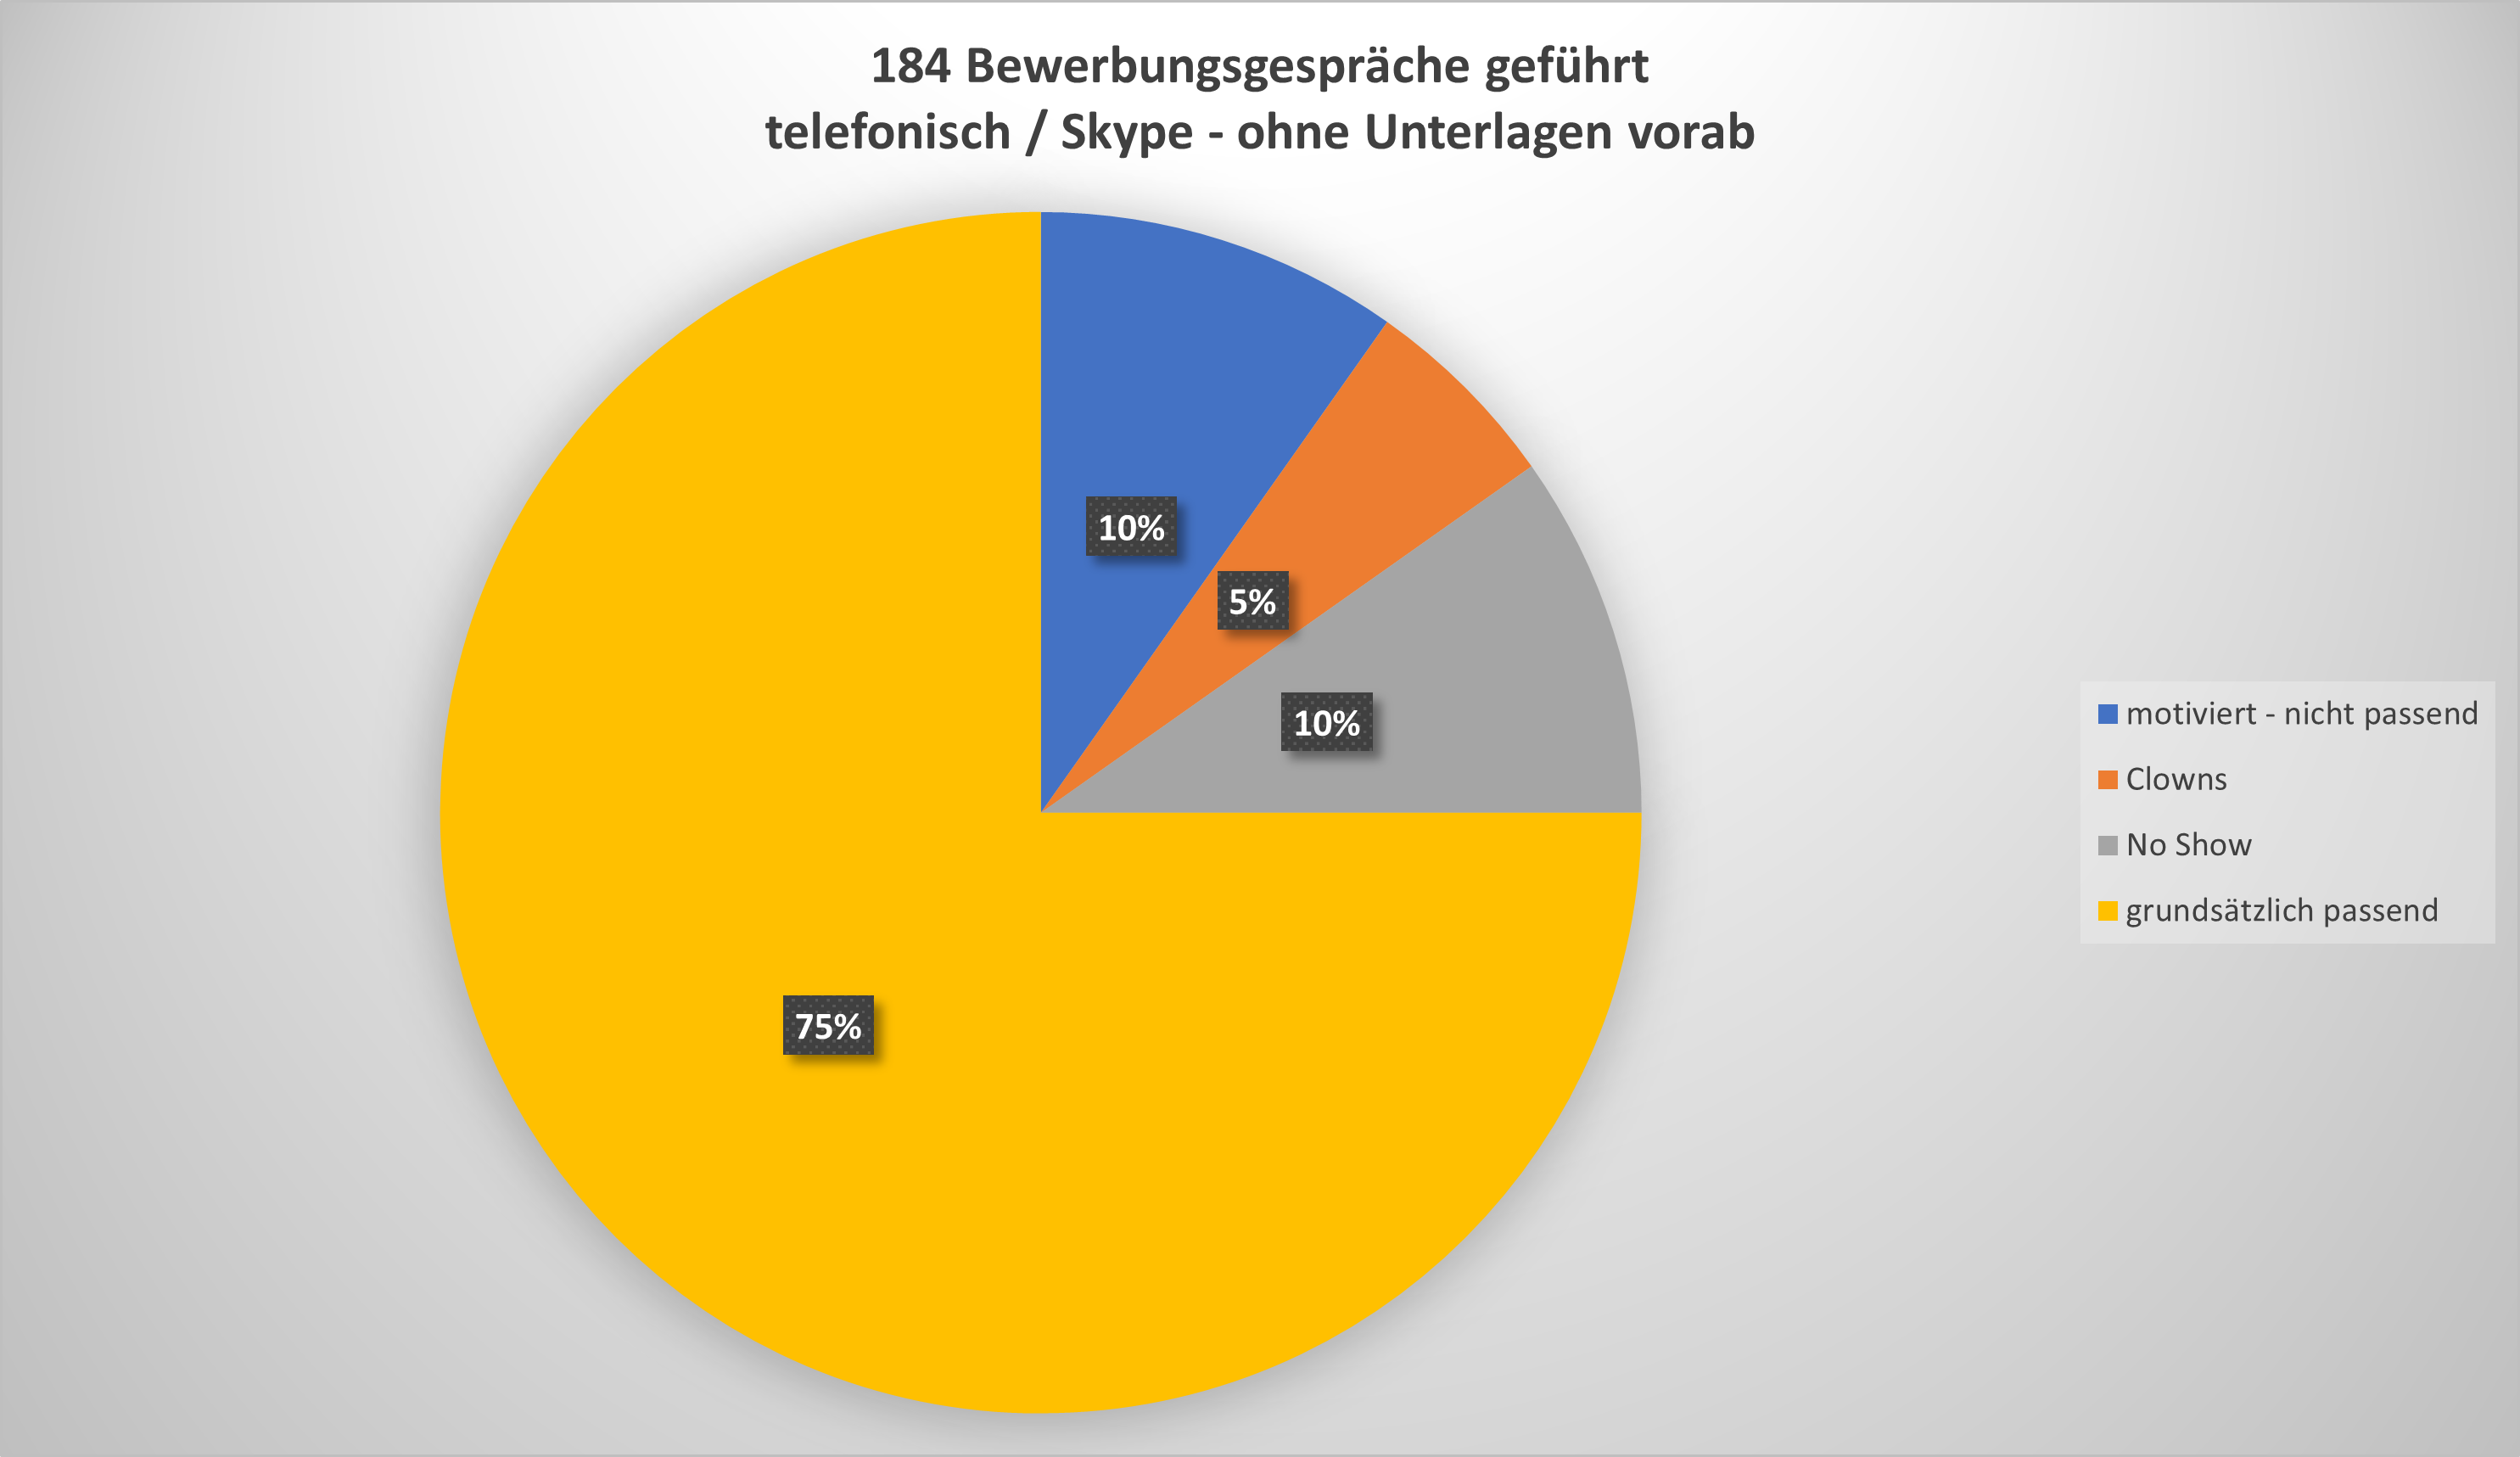 184 Bewerbungsgespräche geführt
telefonisch / Skype - ohne Unterlagen vorab
10%
5%
10%
75%
motiviert - nicht passend
Clowns
No Show
grundsätzlich passend